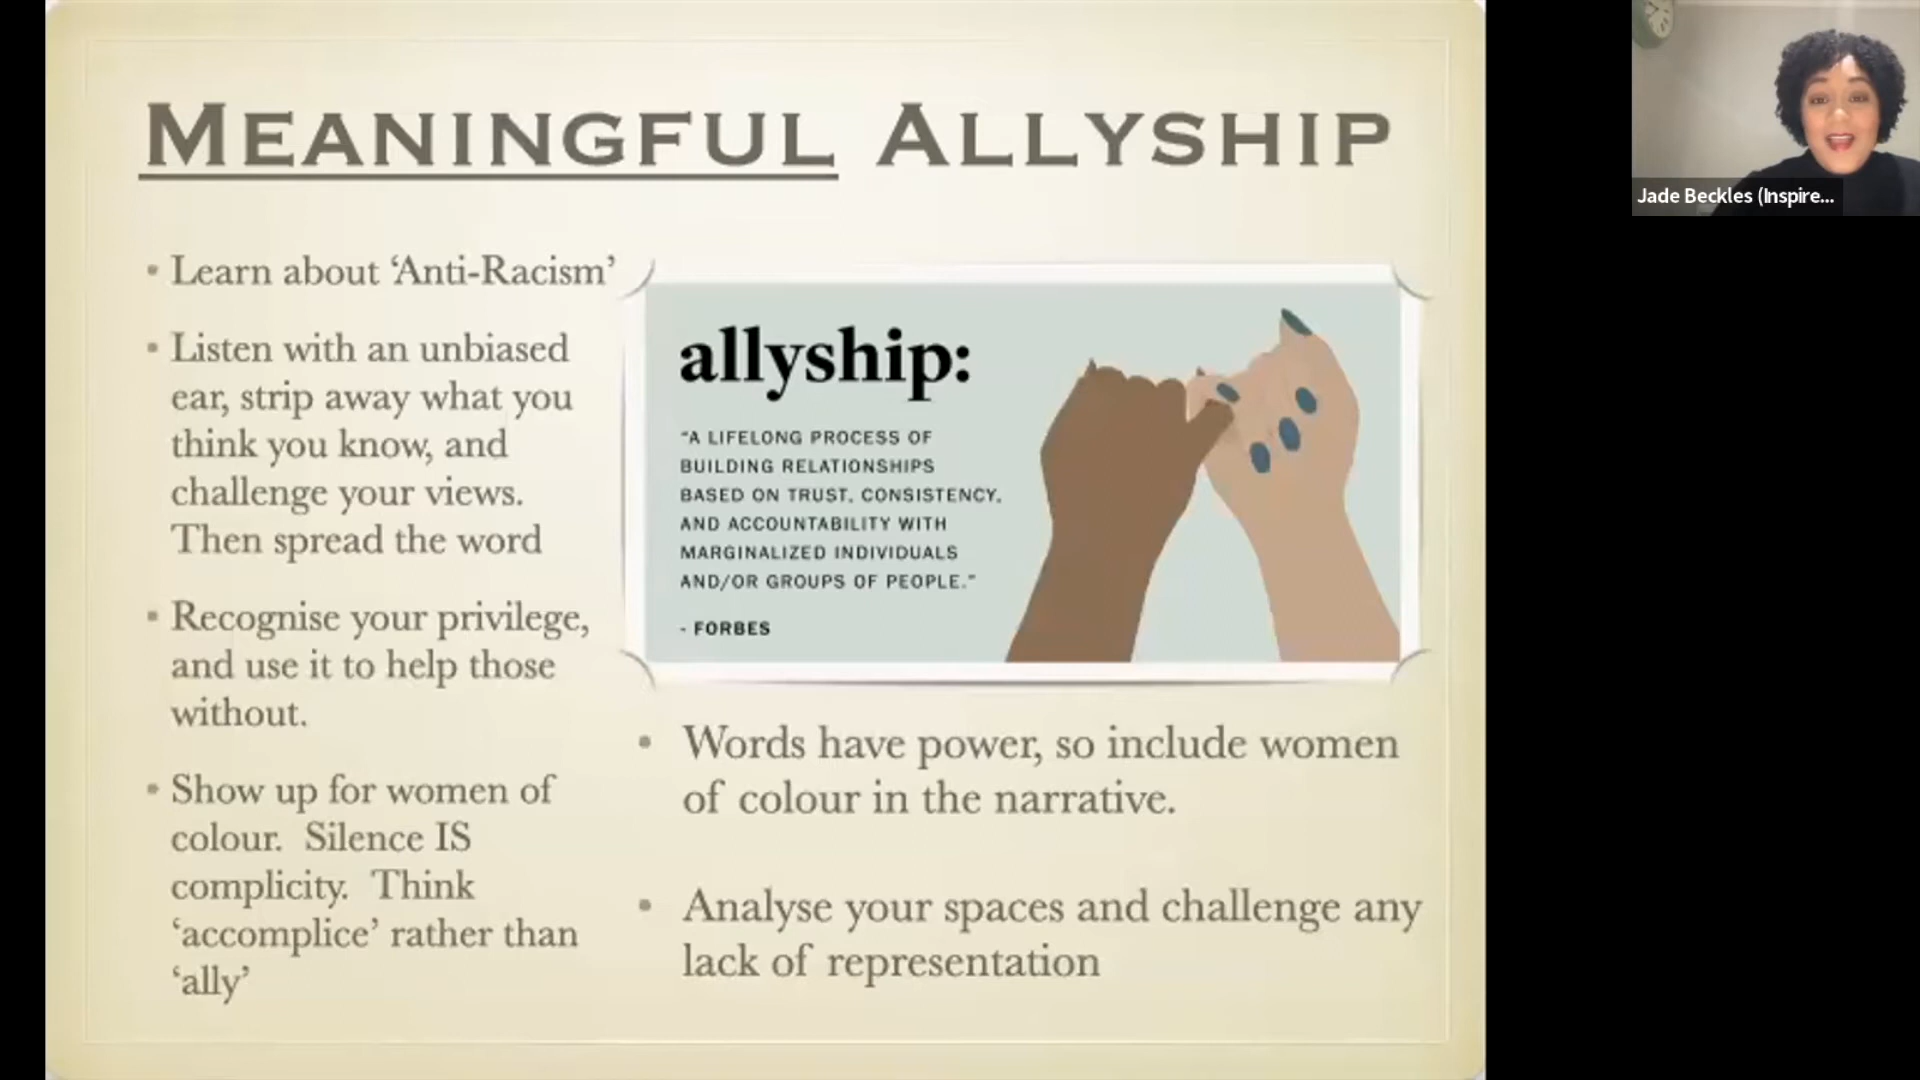 MEANINGFUL ALLYSHIP
• Learn about ‘Anti-Racism’
• Listen with an unbiased
ear, strip away what you
think you know, and
challenge your views.
Then spread the word
• Recognise your privilege,
and use it to help those
without.
• Show up for women of
colour. Silence IS
complicity. Think
‘accomplice’ rather than
‘ally’
allyship:
“A LIFELONG PROCESS OF
BUILDING RELATIONSHIPS
BASED ON TRUST, CONSISTENCY,
AND ACCOUNTABILITY WITH
MARGINALIZED INDIVIDUALS
AND/OR GROUPS OF PEOPLE.”
- FORBES
• Words have power, so include women
of colour in the narrative.
• Analyse your spaces and challenge any
lack of representation
Jade Beckles (Inspire...